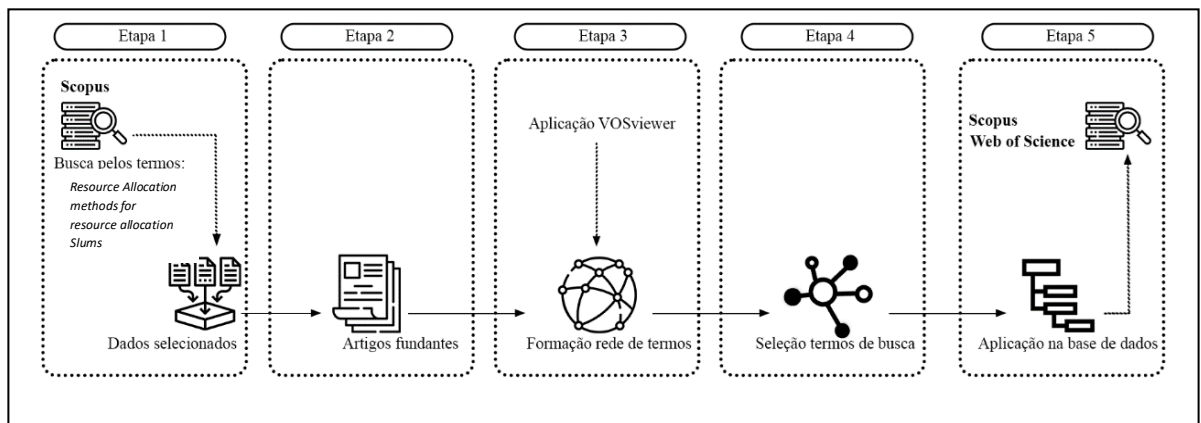 Etapa 1
Etapa 2
Etapa 3
Etapa 4
Etapa 5
Scopus
Busca pelos termos:
Resource Allocation
methods for
resource allocation
Slums
Dados selecionados
Artigos fundantes
Aplicação VOSviewer
Formação rede de termos
Seleção termos de busca
Scopus
Web of Science
Aplicação na base de dados